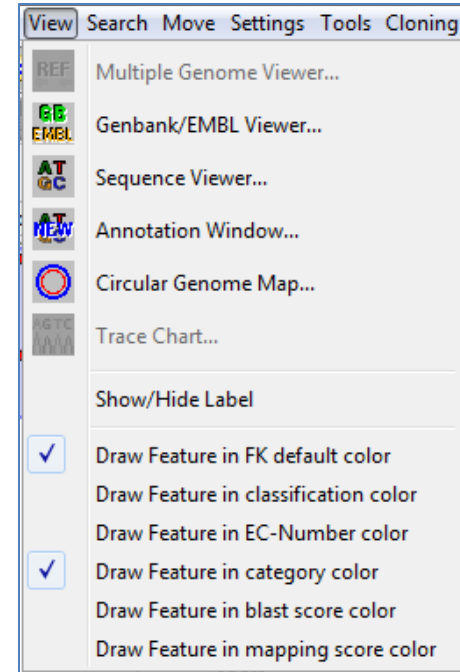 View Search Move Settings Tools Cloning
REF Multiple Genome Viewer...
GB EMBL Genbank/EMBL Viewer...
AT GC Sequence Viewer...
NEW Annotation Window...
Circular Genome Map...
AGTC Trace Chart...
Show/Hide Label
Draw Feature in FK default color
Draw Feature in classification color
Draw Feature in EC-Number color
Draw Feature in category color
Draw Feature in blast score color
Draw Feature in mapping score color